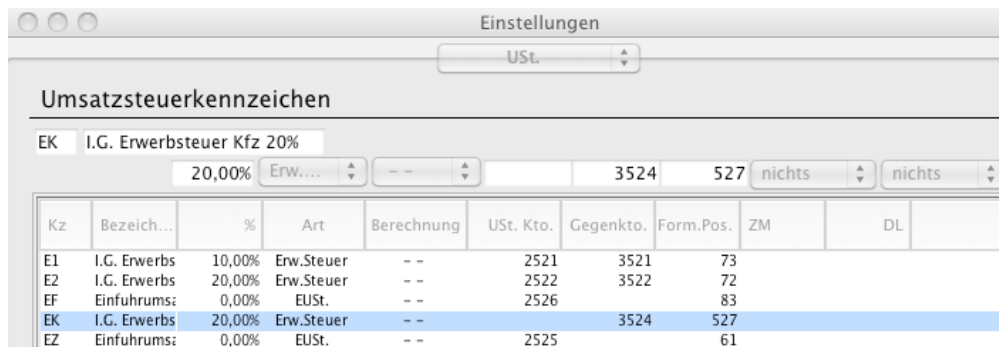 Einstellungen
USt.
Umsatzsteuerkennzeichen
EK I.G. Erwerbsteuer Kfz 20%
20,00% Erw.... - - 3524 527 nichts nichts
Kz Bezeich... % Art Berechnung USt. Kto. Gegenkto. Form.Pos. ZM DL
E1 I.G. Erwerbs 10,00% Erw.Steuer - - 2521 3521 73
E2 I.G. Erwerbs 20,00% Erw.Steuer - - 2522 3522 72
EF Einfuhrumsa 0,00% EUSt. - - 2526 83
EK I.G. Erwerbs 20,00% Erw.Steuer - - 3524 527
EZ Einfuhrumsa 0,00% EUSt. - - 2525 61